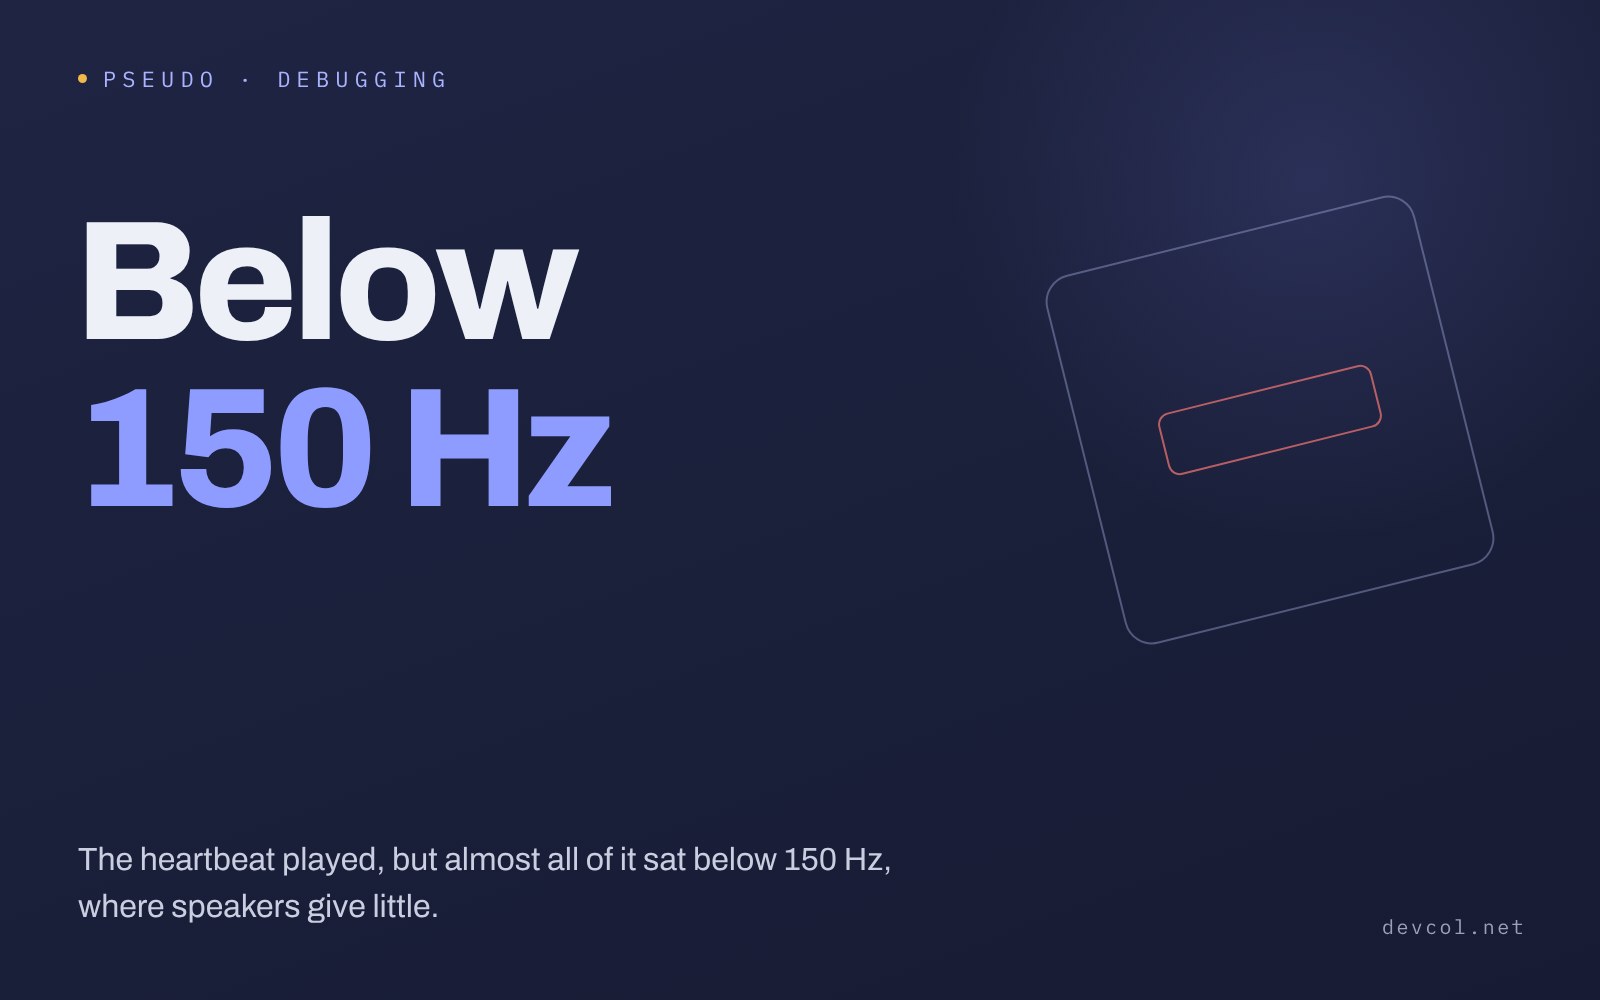 PSEUDO · DEBUGGING
Below
150 Hz
The heartbeat played, but almost all of it sat below 150 Hz,
where speakers give little.
devcol.net